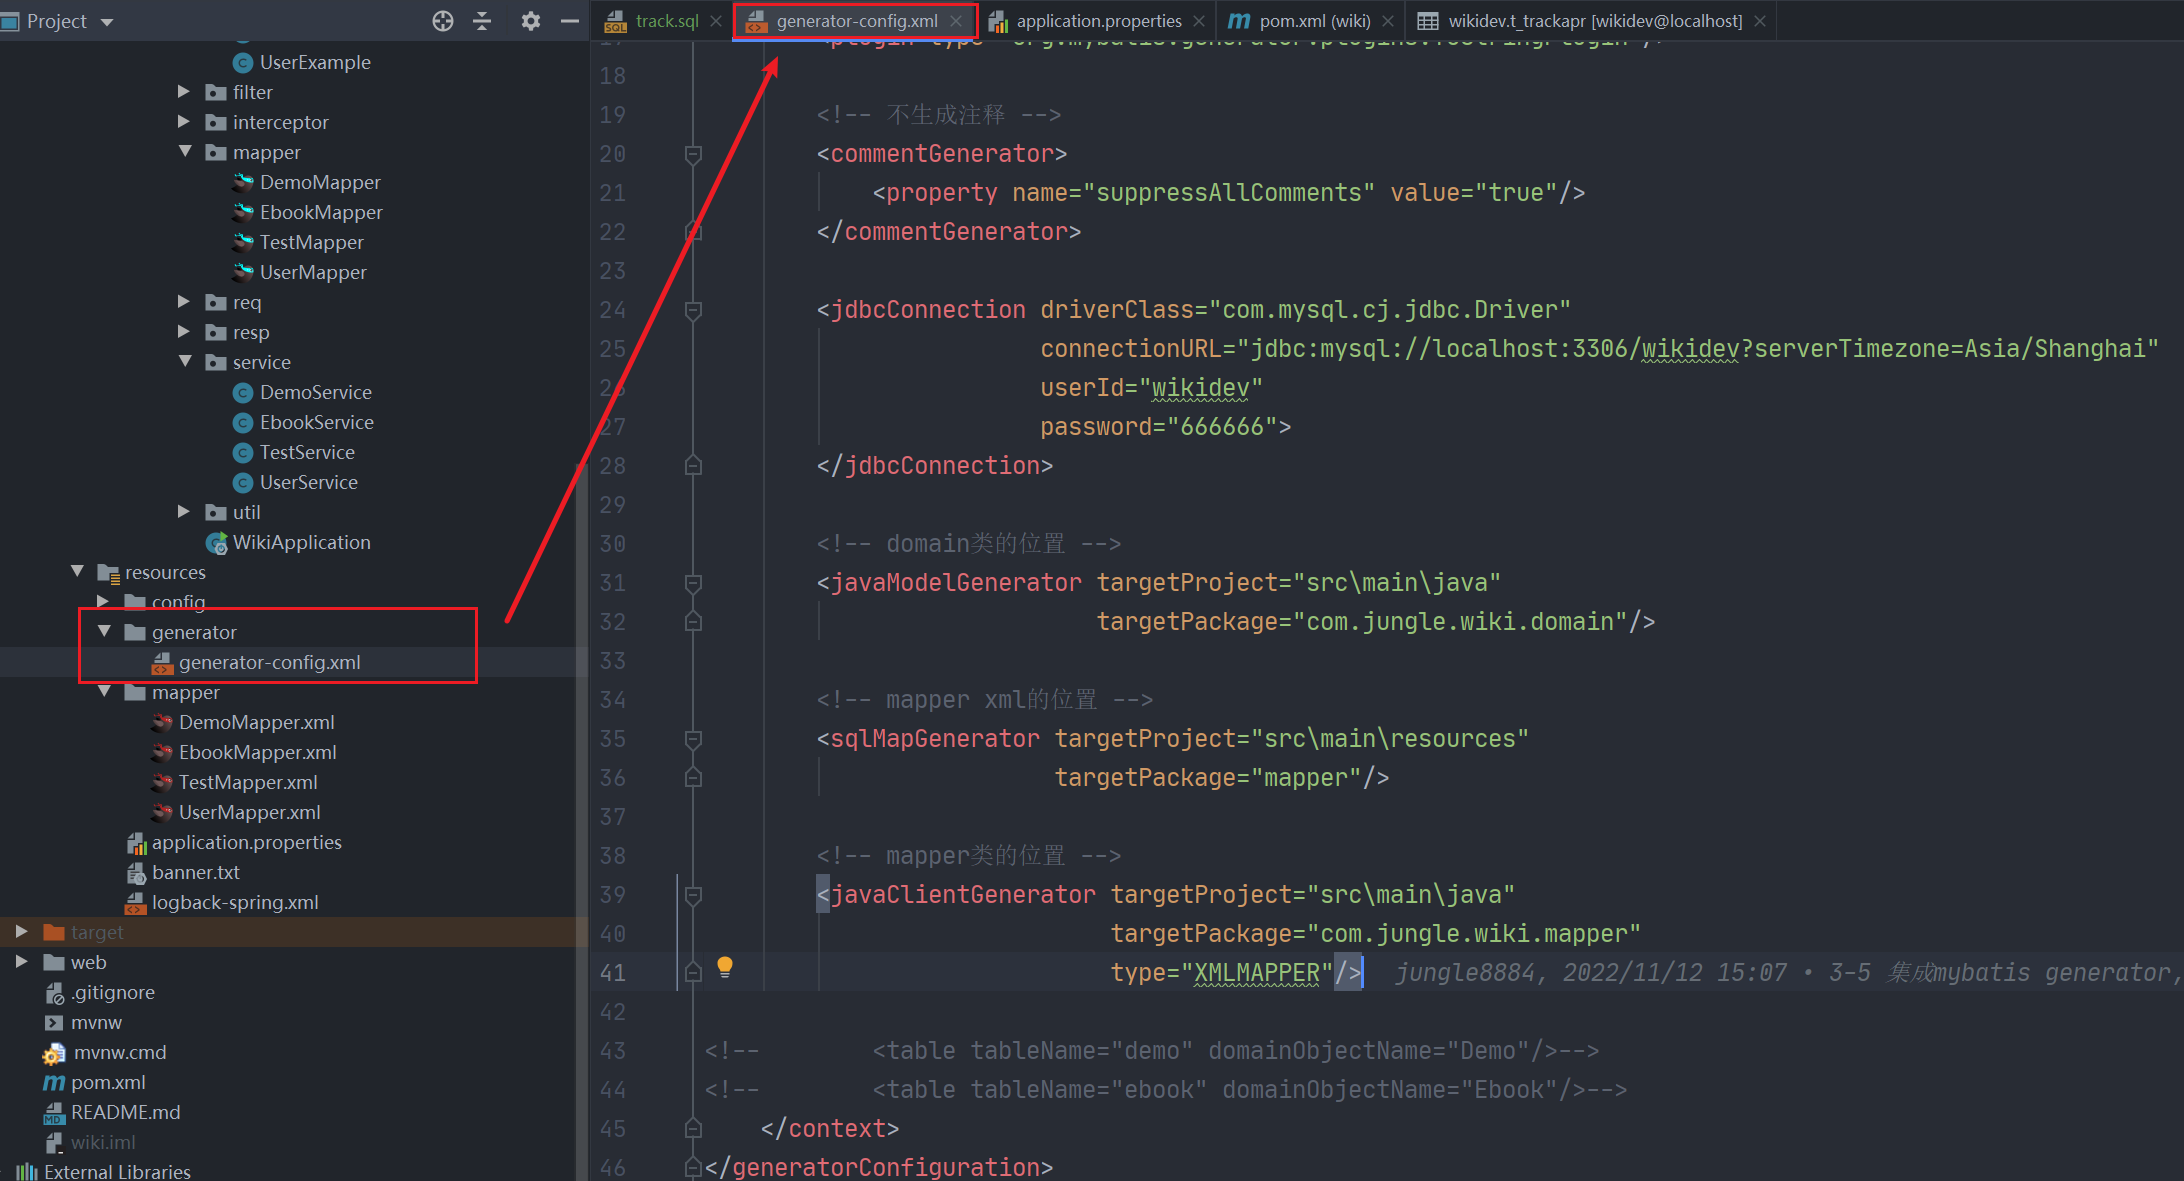 Project
track.sql
generator-config.xml
application.properties
pom.xml (wiki)
wikidev.t_trackapr [wikidev@localhost]
UserExample
filter
interceptor
mapper
DemoMapper
EbookMapper
TestMapper
UserMapper
req
resp
service
DemoService
EbookService
TestService
UserService
util
WikiApplication
resources
config
generator
generator-config.xml
mapper
DemoMapper.xml
EbookMapper.xml
TestMapper.xml
UserMapper.xml
application.properties
banner.txt
logback-spring.xml
target
web
.gitignore
mvnw
mvnw.cmd
pom.xml
README.md
wiki.iml
External Libraries
18
19 <!-- 不生成注释 -->
20 <commentGenerator>
21 <property name="suppressAllComments" value="true"/>
22 </commentGenerator>
23
24 <jdbcConnection driverClass="com.mysql.cj.jdbc.Driver"
25 connectionURL="jdbc:mysql://localhost:3306/wikidev?serverTimezone=Asia/Shanghai"
26 userId="wikidev"
27 password="666666">
28 </jdbcConnection>
29
30 <!-- domain类的位置 -->
31 <javaModelGenerator targetProject="src\main\java"
32 targetPackage="com.jungle.wiki.domain"/>
33
34 <!-- mapper xml的位置 -->
35 <sqlMapGenerator targetProject="src\main\resources"
36 targetPackage="mapper"/>
37
38 <!-- mapper类的位置 -->
39 <javaClientGenerator targetProject="src\main\java"
40 targetPackage="com.jungle.wiki.mapper"
41 type="XMLMAPPER"/> jungle8884, 2022/11/12 15:07 • 3-5 集成mybatis generator,
42
43 <!-- <table tableName="demo" domainObjectName="Demo"/>-->
44 <!-- <table tableName="ebook" domainObjectName="Ebook"/>-->
45 </context>
46 </generatorConfiguration>